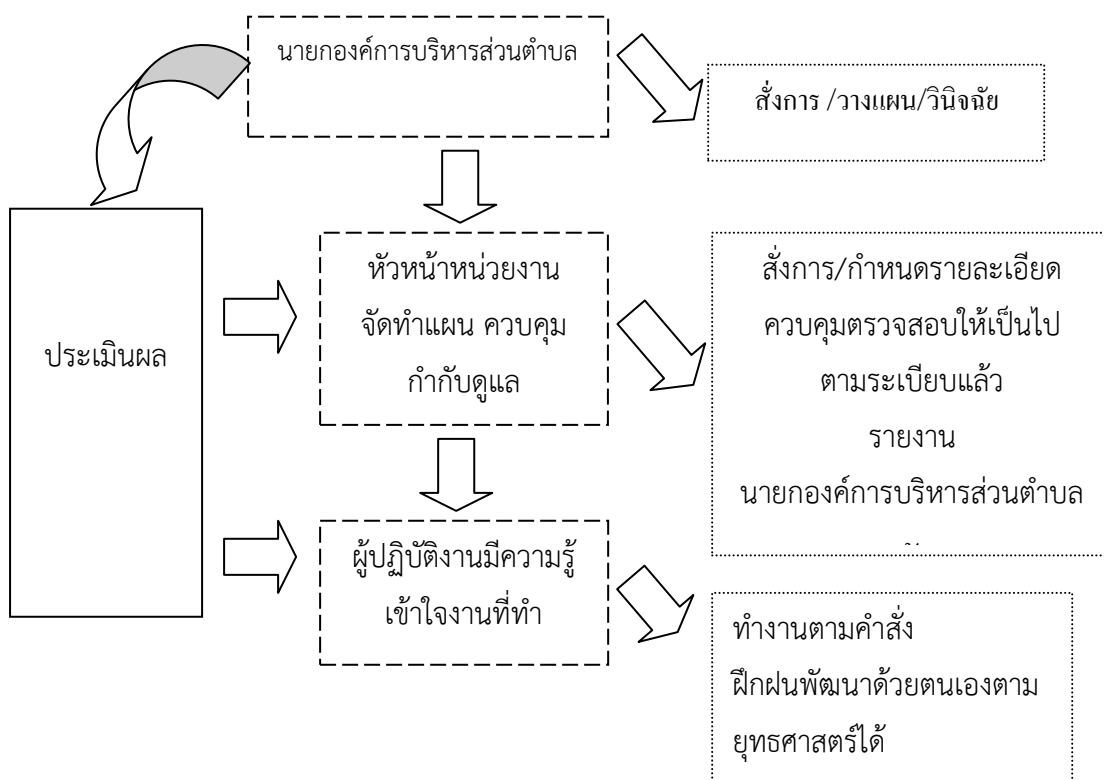 นายกองค์การบริหารส่วนตำบล
สั่งการ /วางแผน/วินิจฉัย
ประเมินผล
หัวหน้าหน่วยงาน
จัดทำแผน ควบคุม
กำกับดูแล
สั่งการ/กำหนดรายละเอียด
ควบคุมตรวจสอบให้เป็นไป
ตามระเบียบแล้ว
รายงาน
นายกองค์การบริหารส่วนตำบล
ผู้ปฏิบัติงานมีความรู้
เข้าใจงานที่ทำ
ทำงานตามคำสั่ง
ฝึกฝนพัฒนาด้วยตนเองตาม
ยุทธศาสตร์ได้